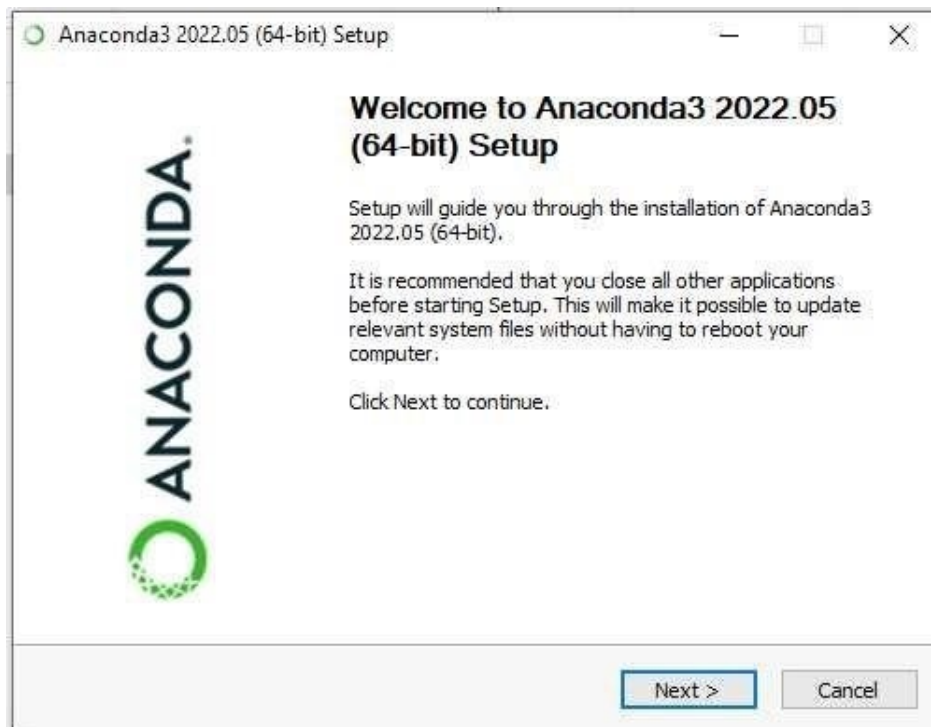 Anaconda3 2022.05 (64-bit) Setup
Welcome to Anaconda3 2022.05
(64-bit) Setup
Setup will guide you through the installation of Anaconda3
2022.05 (64-bit).
It is recommended that you close all other applications
before starting Setup. This will make it possible to update
relevant system files without having to reboot your
computer.
Click Next to continue.
ANACONDA.
Next >
Cancel